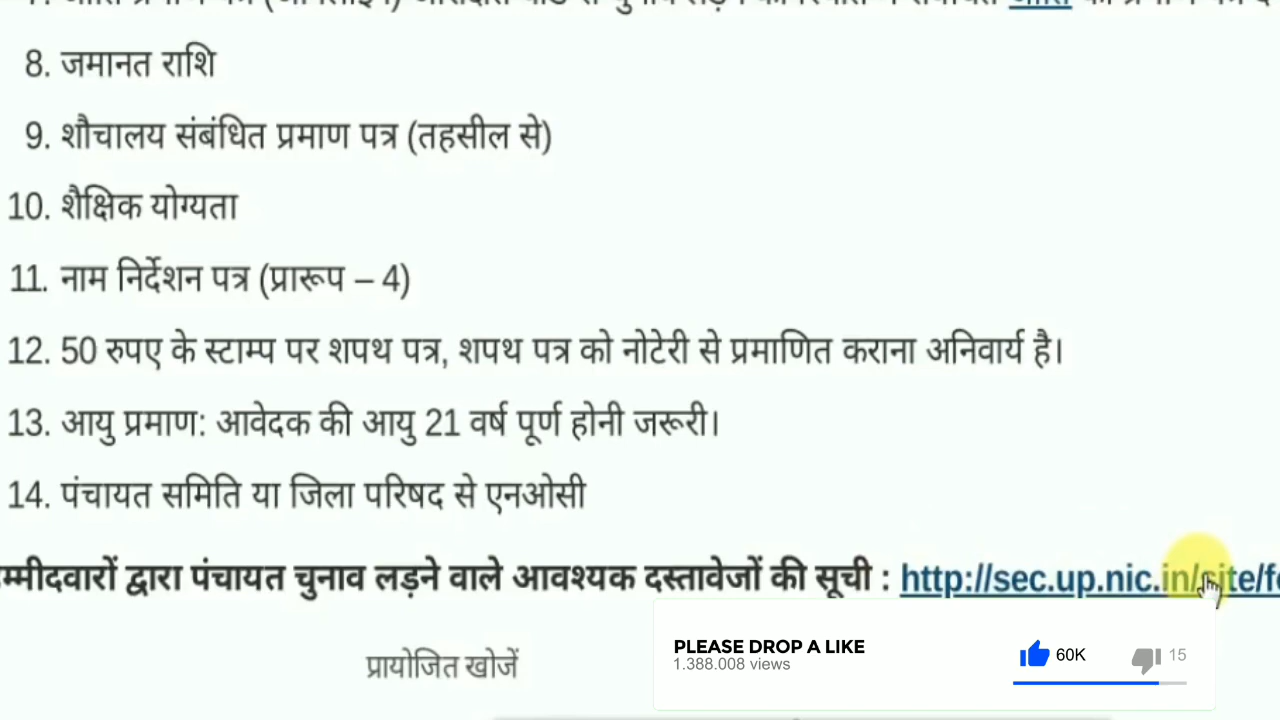 8. जमानत राशि
9. शौचालय संबंधित प्रमाण पत्र (तहसील से)
10. शैक्षिक योग्यता
11. नाम निर्देशन पत्र (प्रारूप – 4)
12. 50 रुपए के स्टाम्प पर शपथ पत्र, शपथ पत्र को नोटेरी से प्रमाणित कराना अनिवार्य है।
13. आयु प्रमाण: आवेदक की आयु 21 वर्ष पूर्ण होनी जरूरी।
14. पंचायत समिति या जिला परिषद से एनओसी
म्मीदवारों द्वारा पंचायत चुनाव लड़ने वाले आवश्यक दस्तावेजों की सूची : http://sec.up.nic.in/site/f
PLEASE DROP A LIKE
1.388.008 views
60K
15
प्रायोजित खोजें